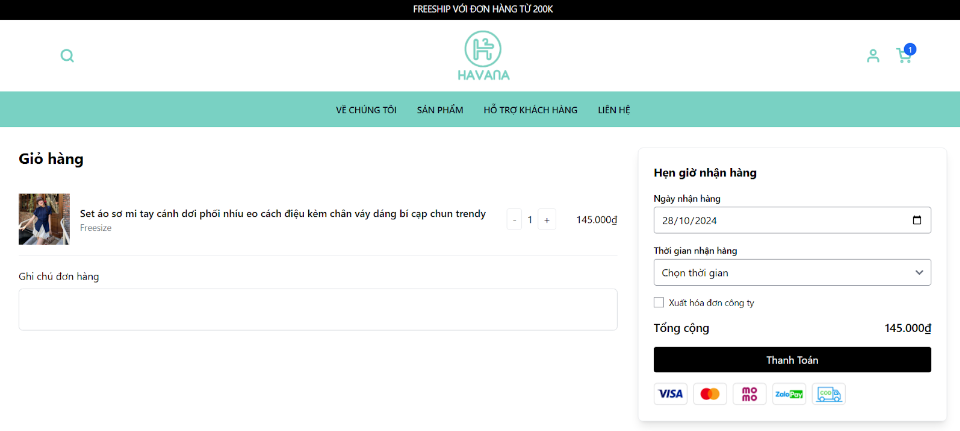 FREESHIP VỚI ĐƠN HÀNG TỪ 200K
HAVANA
1
VỀ CHÚNG TÔI SẢN PHẨM HỖ TRỢ KHÁCH HÀNG LIÊN HỆ
Giỏ hàng
Set áo sơ mi tay cánh dơi phối nhíu eo cách điệu kèm chân váy dáng bí cạp chun trendy
Freesize
- 1 + 145.000₫
Ghi chú đơn hàng
Hẹn giờ nhận hàng
Ngày nhận hàng
28/10/2024
Thời gian nhận hàng
Chọn thời gian
Xuất hóa đơn công ty
Tổng cộng 145.000₫
Thanh Toán
VISA mastercard momo ZaloPay COD